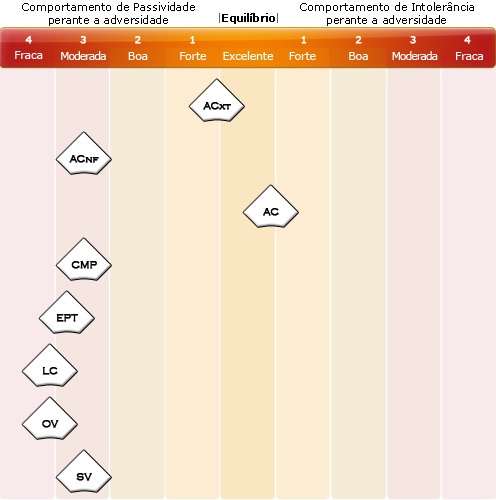 Comportamento de Passividade
perante a adversidade
|Equilíbrio|
Comportamento de Intolerância
perante a adversidade
4 3 2 1 1 2 3 4
Fraca Moderada Boa Forte Excelente Forte Boa Moderada Fraca
ACXT
ACNF
AC
CMP
EPT
LC
OV
SV